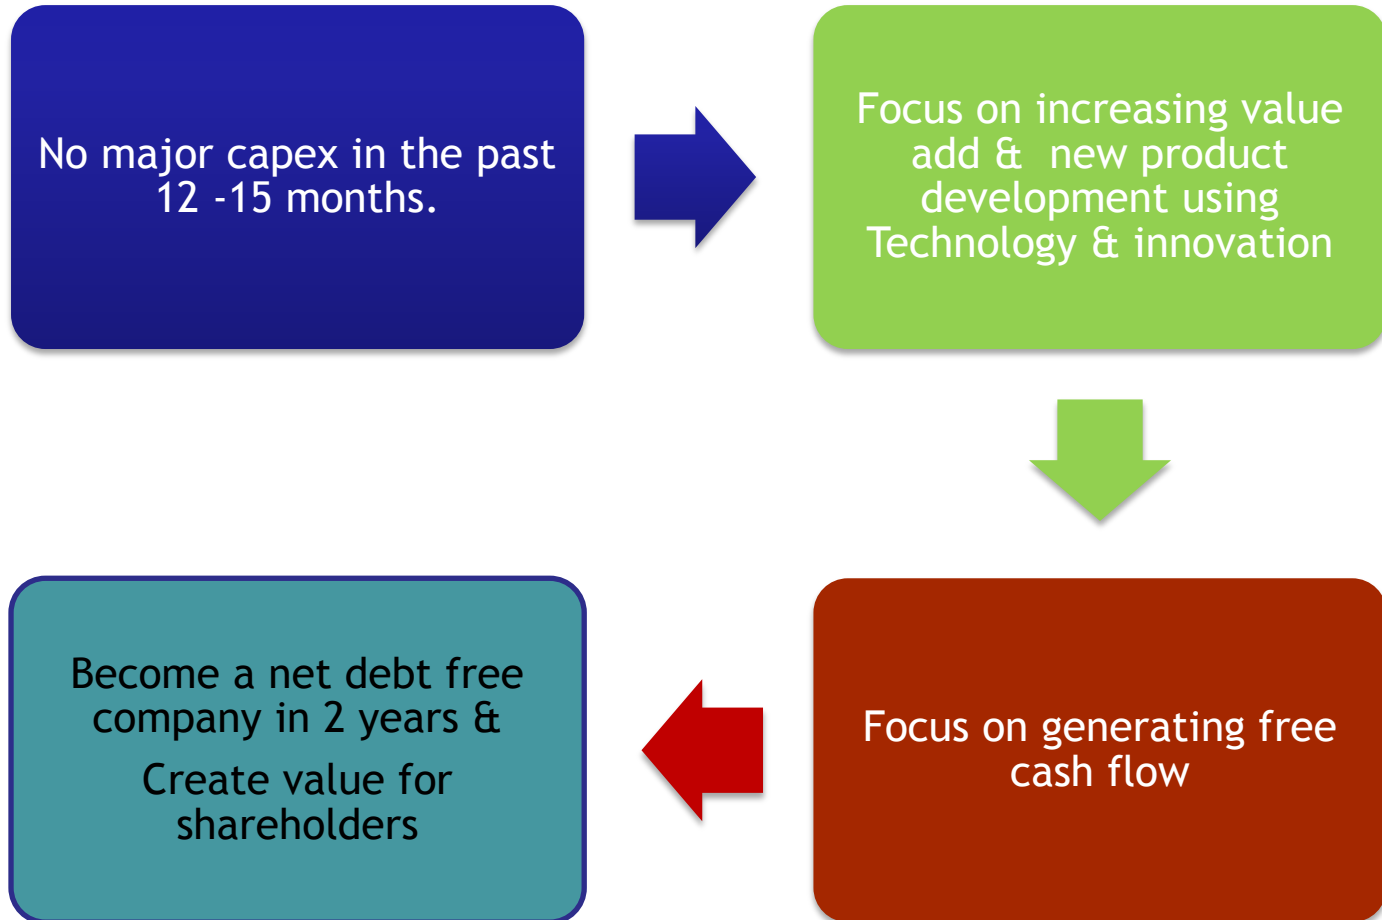 No major capex in the past
12 -15 months.
Focus on increasing value
add &  new product
development using
Technology & innovation
Focus on generating free
cash flow
Become a net debt free
company in 2 years &
Create value for
shareholders